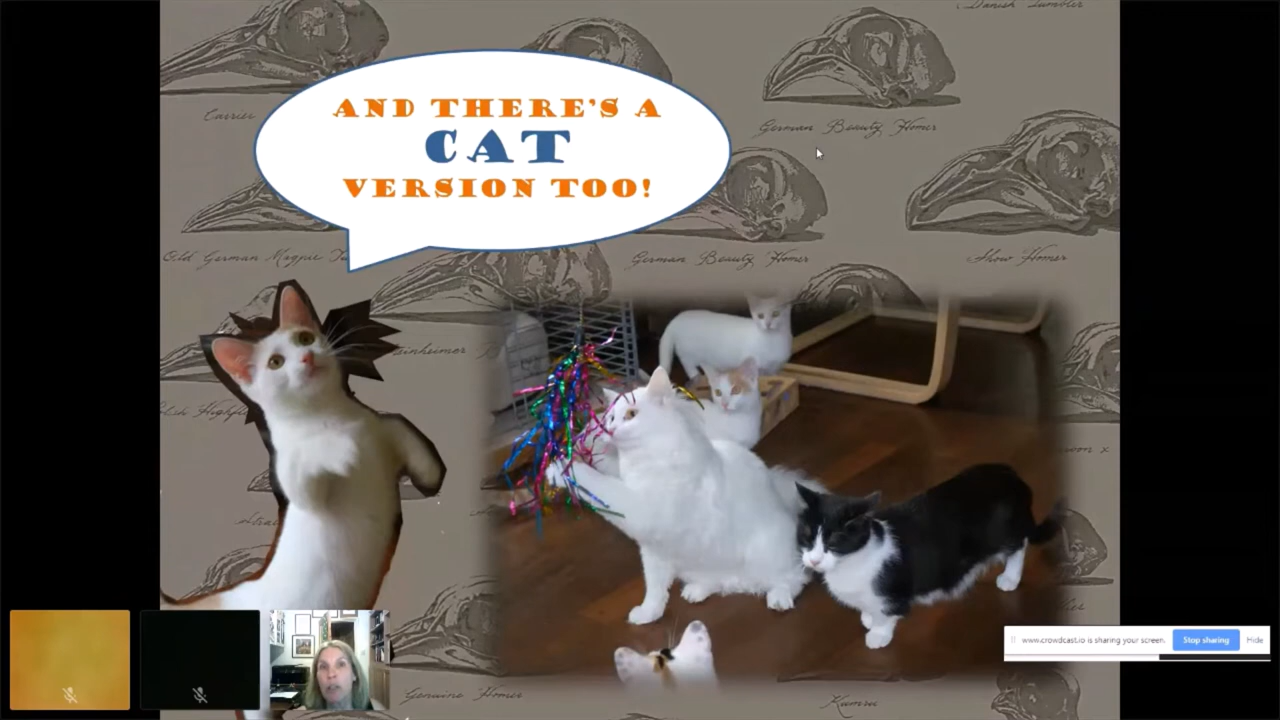 Danish Tumbler
AND THERE'S A
CAT
VERSION TOO!
Carrier
German Beauty Homer
Old German Magpie
German Beauty Homer
Show Homer
www.crowdcast.io is sharing your screen.
Stop sharing
Hide
Genuine Homer